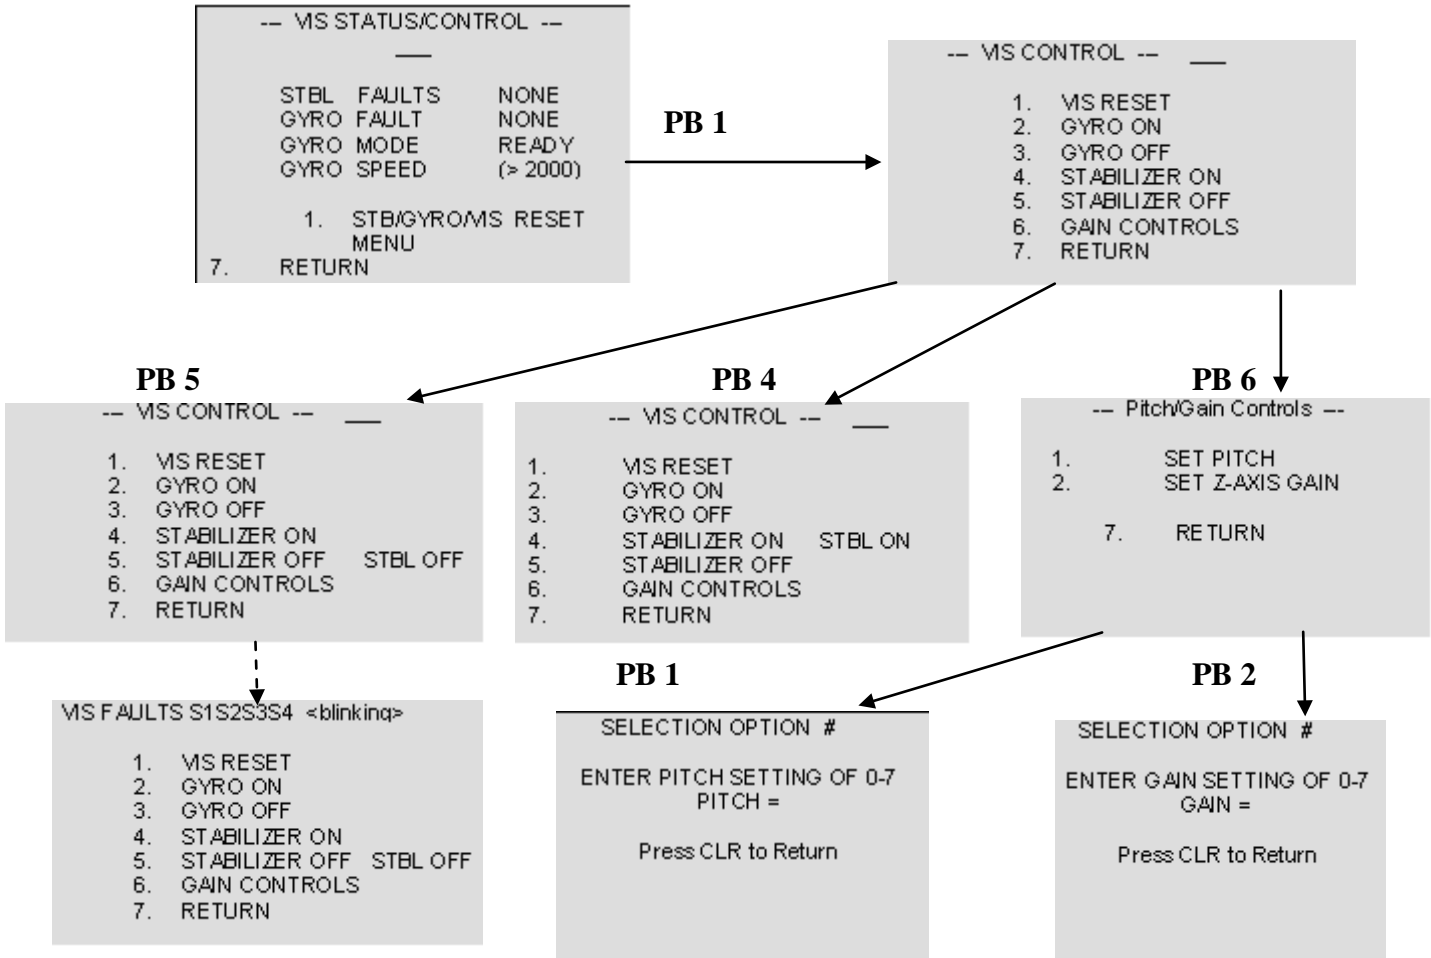 --- VIS STATUS/CONTROL ---
STBL FAULTS NONE
GYRO FAULT NONE
GYRO MODE READY
GYRO SPEED (> 2000)
1. STB/GYRO/VIS RESET
MENU
7. RETURN
PB 1
--- VIS CONTROL --- ___
1. VIS RESET
2. GYRO ON
3. GYRO OFF
4. STABILIZER ON
5. STABILIZER OFF
6. GAIN CONTROLS
7. RETURN
PB 5
--- VIS CONTROL --- ___
1. VIS RESET
2. GYRO ON
3. GYRO OFF
4. STABILIZER ON
5. STABILIZER OFF STBL OFF
6. GAIN CONTROLS
7. RETURN
PB 4
--- VIS CONTROL --- ___
1. VIS RESET
2. GYRO ON
3. GYRO OFF
4. STABILIZER ON STBL ON
5. STABILIZER OFF
6. GAIN CONTROLS
7. RETURN
PB 6
--- Pitch/Gain Controls ---
1. SET PITCH
2. SET Z-AXIS GAIN
7. RETURN
VIS FAULTS S1S2S3S4 <blinking>
1. VIS RESET
2. GYRO ON
3. GYRO OFF
4. STABILIZER ON
5. STABILIZER OFF STBL OFF
6. GAIN CONTROLS
7. RETURN
PB 1
SELECTION OPTION #
ENTER PITCH SETTING OF 0-7
PITCH =
Press CLR to Return
PB 2
SELECTION OPTION #
ENTER GAIN SETTING OF 0-7
GAIN =
Press CLR to Return